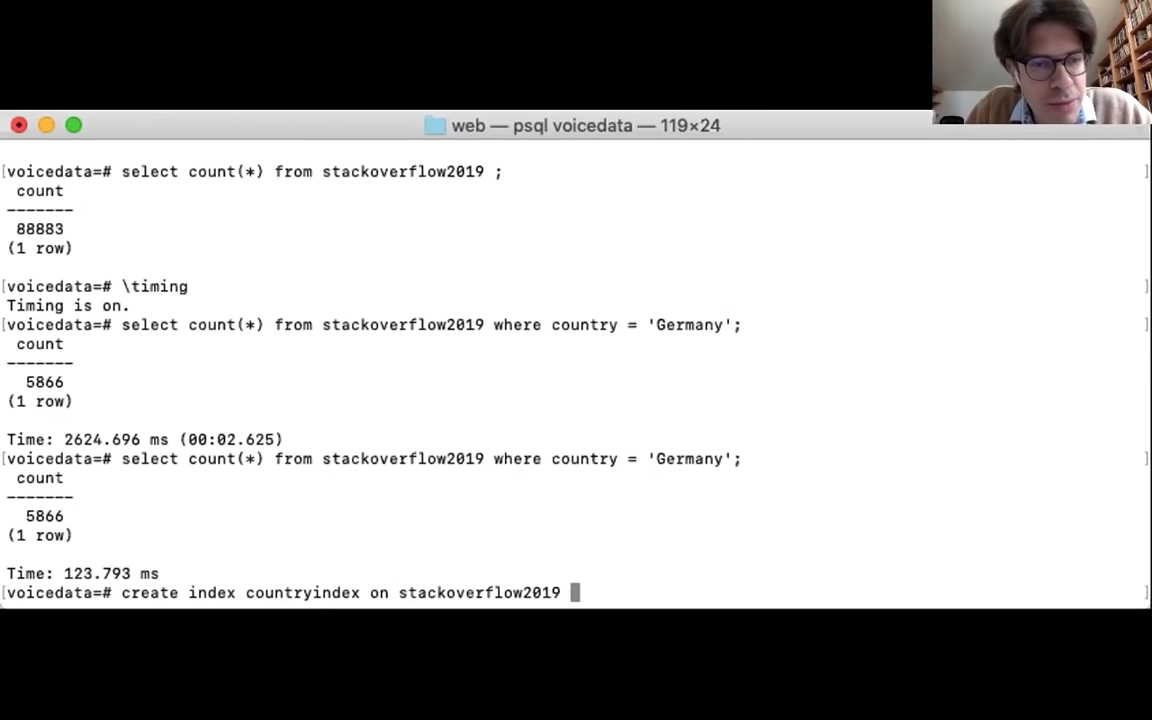 web — psql voicedata — 119×24
[voicedata=# select count(*) from stackoverflow2019 ; ]
count
-------
88883
(1 row)
[voicedata=# \timing ]
Timing is on.
[voicedata=# select count(*) from stackoverflow2019 where country = 'Germany'; ]
count
-------
5866
(1 row)
Time: 2624.696 ms (00:02.625)
[voicedata=# select count(*) from stackoverflow2019 where country = 'Germany'; ]
count
-------
5866
(1 row)
Time: 123.793 ms
[voicedata=# create index countryindex on stackoverflow2019 ]